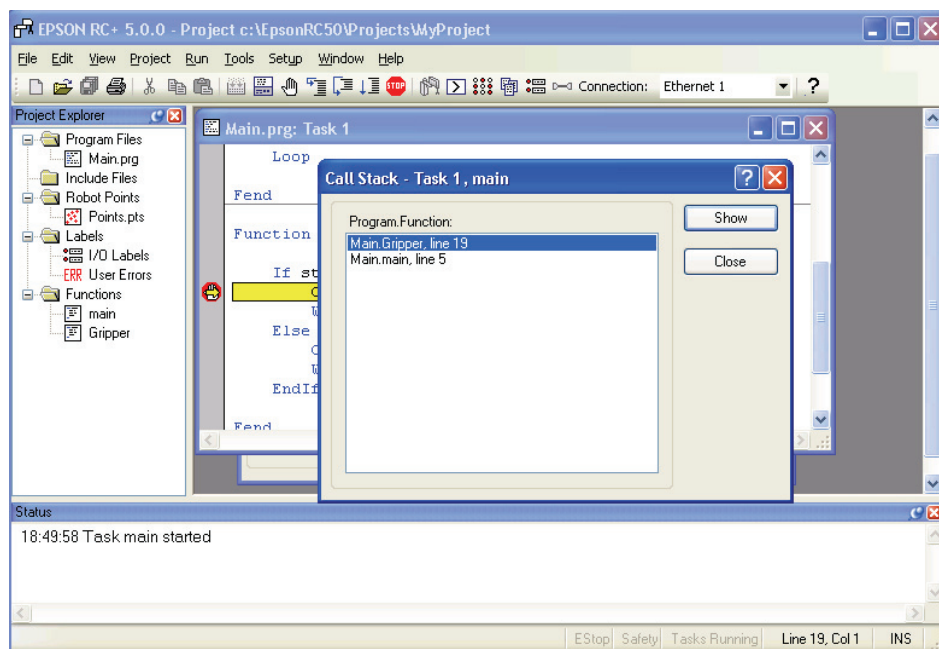 EPSON RC+ 5.0.0 - Project c:\EpsonRC50\Projects\MyProject
File Edit View Project Run Tools Setup Window Help
STOP Connection: Ethernet 1 ?
Project Explorer
Program Files
Main.prg
Include Files
Robot Points
Points.pts
Labels
I/O Labels
ERR User Errors
Functions
main
Gripper
Main.prg: Task 1
Loop
Fend
Function
If st
Else
EndIf
Fend
Call Stack - Task 1 , main
Program.Function:
Main.Gripper, line 19
Main.main, line 5
Show
Close
Status
18:49:58 Task main started
EStop Safety Tasks Running Line 19, Col 1 INS